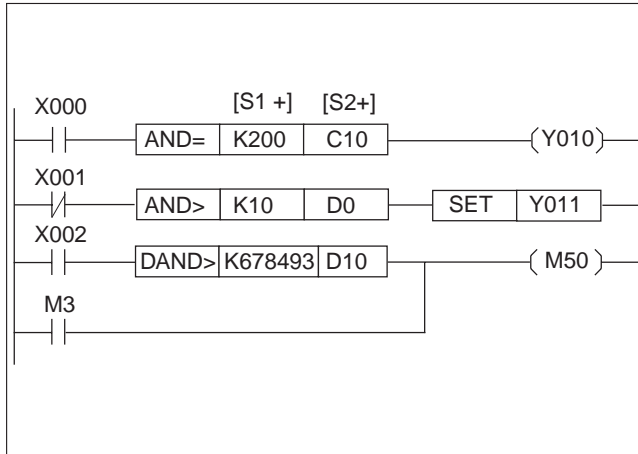 [S1 +] [S2+]
X000
AND= K200 C10 Y010
X001
AND> K10 D0 SET Y011
X002
DAND> K678493 D10 M50
M3